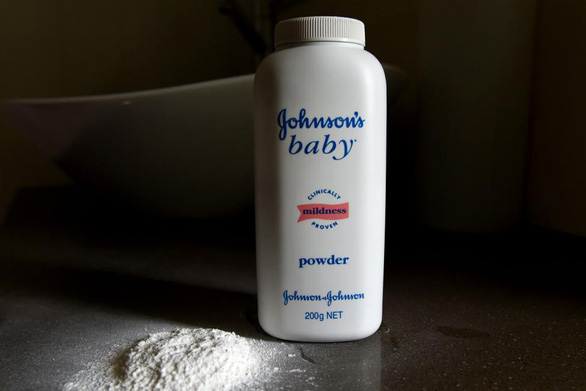 Johnson's
baby
CLINICALLY
mildness
PROVEN
powder
Johnson & Johnson
200g NET